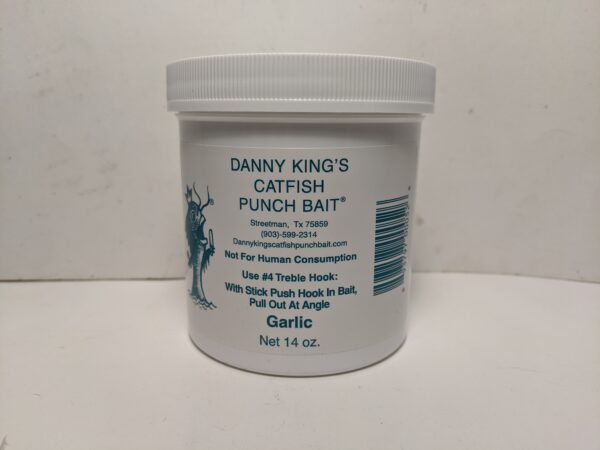 DANNY KING'S
CATFISH
PUNCH BAIT®
Streetman, Tx 75859
(903)-599-2314
Dannykingscatfishpunchbait.com
Not For Human Consumption
Use #4 Treble Hook:
With Stick Push Hook In Bait,
Pull Out At Angle
Garlic
Net 14 oz.
®